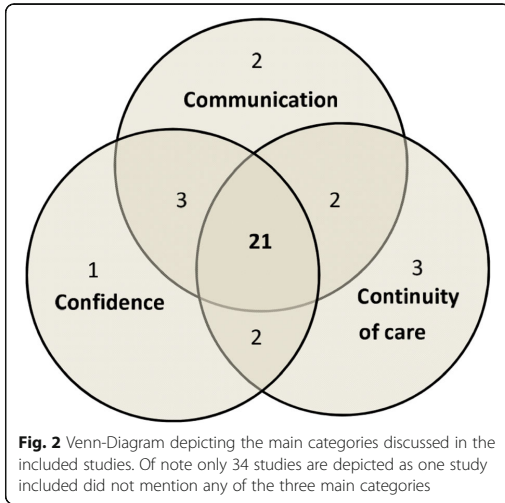 2
Communication
3
2
21
1
3
Confidence
Continuity
of care
2
Fig. 2 Venn-Diagram depicting the main categories discussed in the
included studies. Of note only 34 studies are depicted as one study
included did not mention any of the three main categories